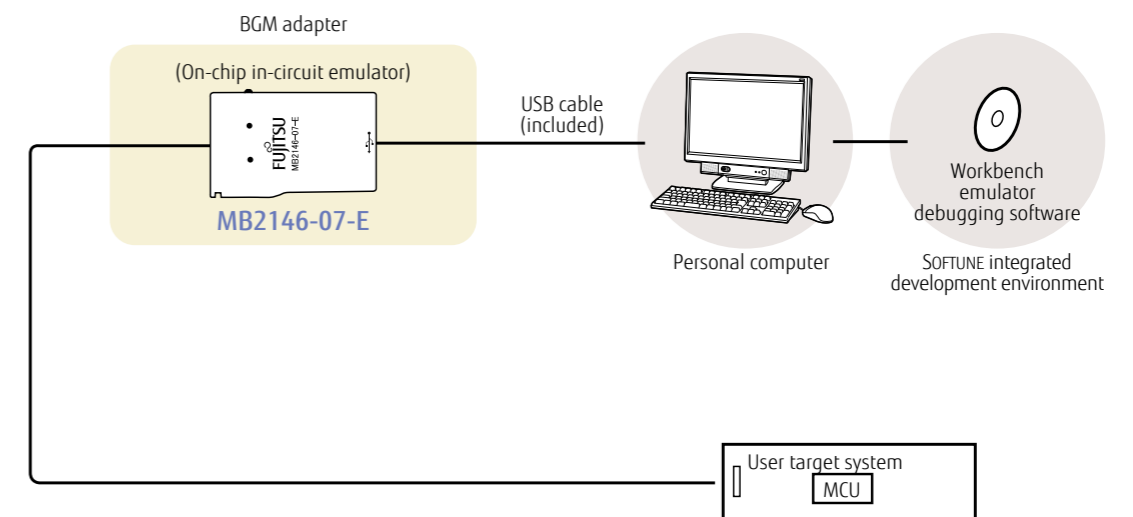 BGM adapter
(On-chip in-circuit emulator)
FUJITSU
MB2146-07-E
MB2146-07-E
USB cable
(included)
Personal computer
Workbench
emulator
debugging software
SOFTUNE integrated
development environment
User target system
MCU